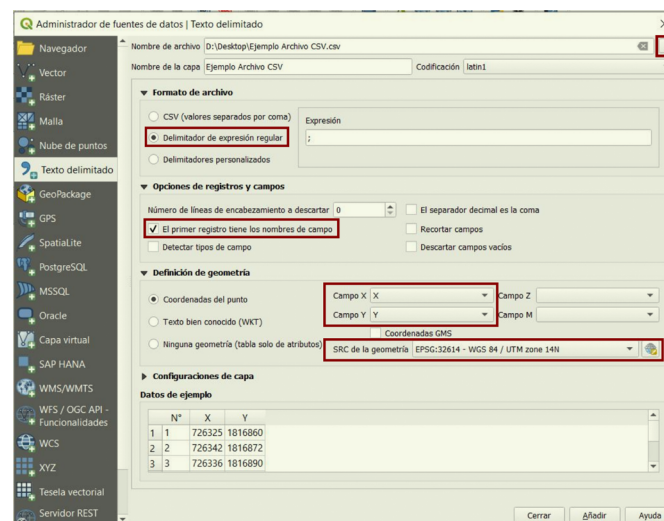 Administrador de fuentes de datos | Texto delimitado
Navegador
Vector
Ráster
Malla
Nube de puntos
Texto delimitado
GeoPackage
GPS
SpatiaLite
PostgreSQL
MSSQL
Oracle
Capa virtual
SAP HANA
WMS/WMTS
WFS / OGC API -
Funcionalidades
WCS
XYZ
Tesela vectorial
Servidor REST
Nombre de archivo D:\Desktop\Ejemplo Archivo CSV.csv
Nombre de la capa Ejemplo Archivo CSV Codificación latin1
Formato de archivo
CSV (valores separados por coma)
Delimitador de expresión regular
Delimitadores personalizados
Expresión
;
Opciones de registros y campos
Número de líneas de encabezamiento a descartar 0 El separador decimal es la coma
El primer registro tiene los nombres de campo Recortar campos
Detectar tipos de campo Descartar campos vacíos
Definición de geometría
Coordenadas del punto
Texto bien conocido (WKT)
Ninguna geometría (tabla solo de atributos)
Campo X X Campo Z
Campo Y Y Campo M
Coordenadas GMS
SRC de la geometría EPSG:32614 - WGS 84 / UTM zone 14N
Configuraciones de capa
Datos de ejemplo
N° X Y
1 1 726325 1816860
2 2 726342 1816872
3 3 726336 1816890
Cerrar Añadir Ayuda